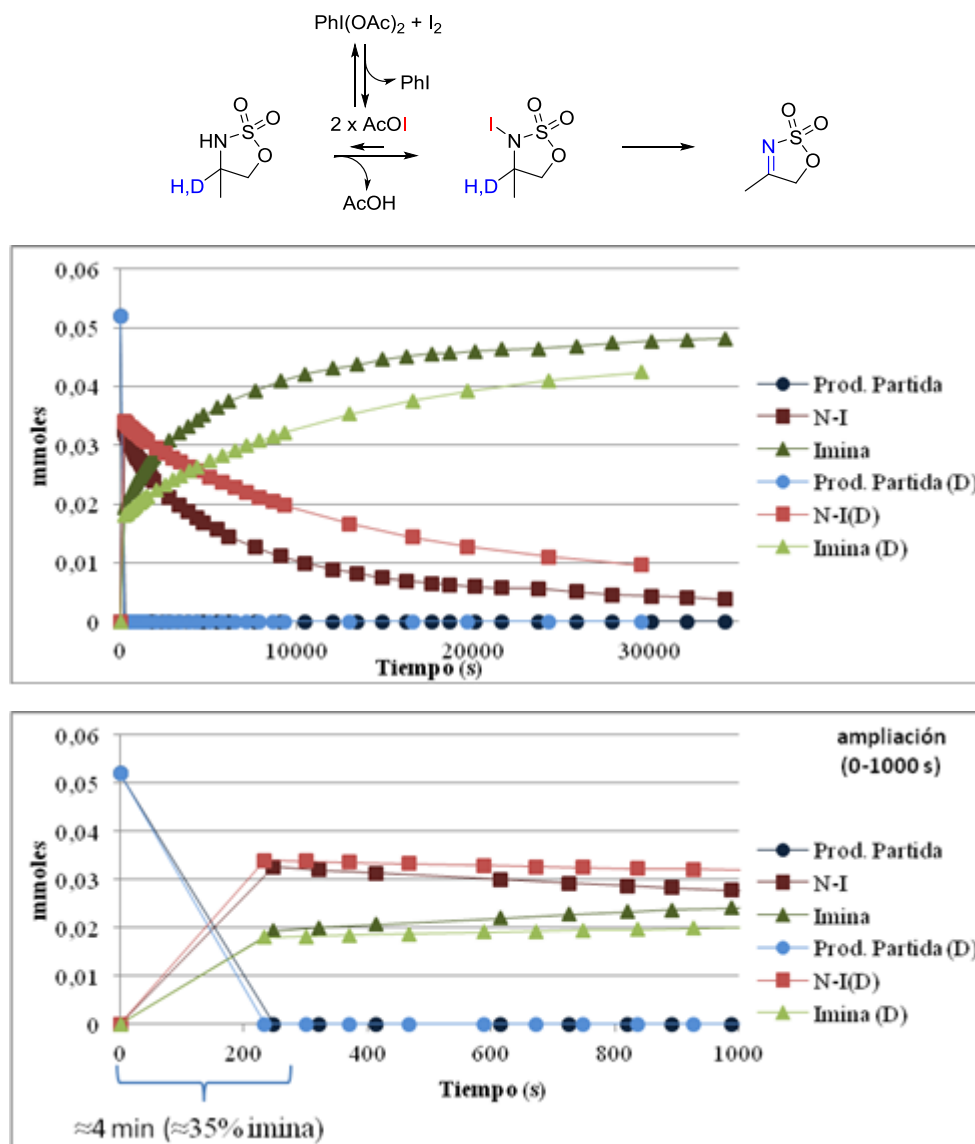 PhI(OAc)2 + I2
PhI
2 x AcOI
AcOH
HN
S
O
O
O
H,D
I
N
S
O
O
O
H,D
N
S
O
O
O
Me
0,06
0,05
0,04
0,03
0,02
0,01
0
mmoles
0
10000
20000
30000
Tiempo (s)
Prod. Partida
N-I
Imina
Prod. Partida (D)
N-I(D)
Imina (D)
ampliación
(0-1000 s)
0,06
0,05
0,04
0,03
0,02
0,01
0
mmoles
0
200
400
600
800
1000
Tiempo (s)
Prod. Partida
N-I
Imina
Prod. Partida (D)
N-I(D)
Imina (D)
≈4 min (≈35% imina)